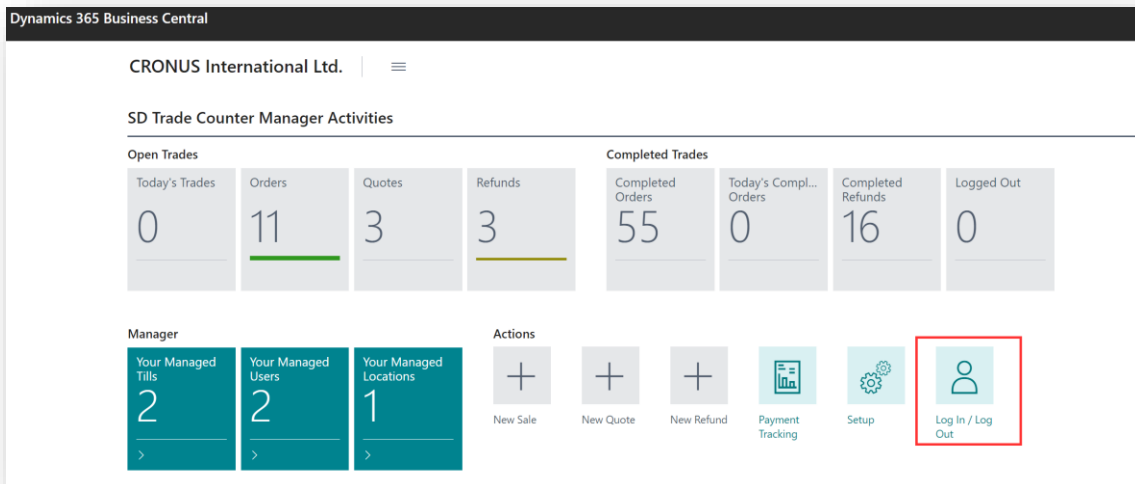 Dynamics 365 Business Central
CRONUS International Ltd.
SD Trade Counter Manager Activities
Open Trades
Today's Trades
0
Orders
11
Quotes
3
Refunds
3
Completed Trades
Completed
Orders
55
Today's Compl...
Orders
0
Completed
Refunds
16
Logged Out
0
Manager
Your Managed
Tills
2
Your Managed
Users
2
Your Managed
Locations
1
Actions
New Sale
New Quote
New Refund
Payment
Tracking
Setup
Log In / Log
Out